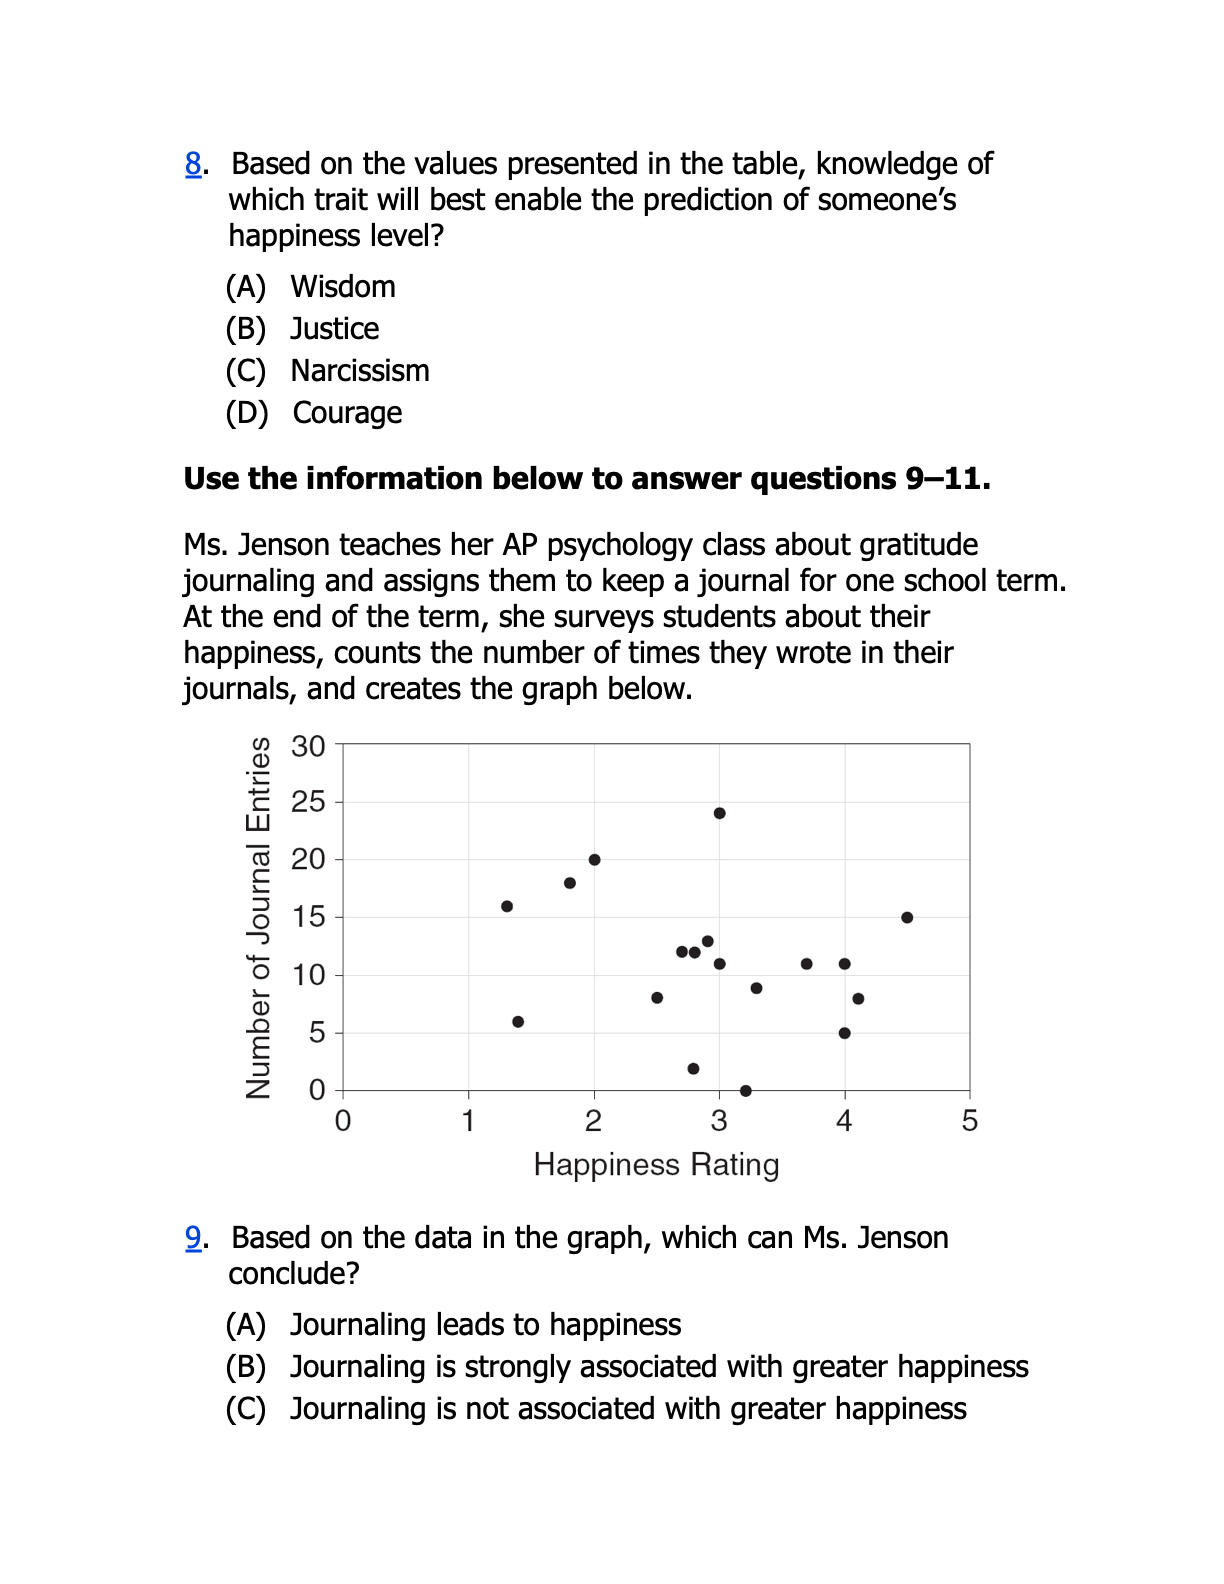 8. Based on the values presented in the table, knowledge of
which trait will best enable the prediction of someone’s
happiness level?
(A) Wisdom
(B) Justice
(C) Narcissism
(D) Courage
Use the information below to answer questions 9–11.
Ms. Jenson teaches her AP psychology class about gratitude
journaling and assigns them to keep a journal for one school term.
At the end of the term, she surveys students about their
happiness, counts the number of times they wrote in their
journals, and creates the graph below.
Number of Journal Entries
30
25
20
15
10
5
0
0 1 2 3 4 5
Happiness Rating
9. Based on the data in the graph, which can Ms. Jenson
conclude?
(A) Journaling leads to happiness
(B) Journaling is strongly associated with greater happiness
(C) Journaling is not associated with greater happiness